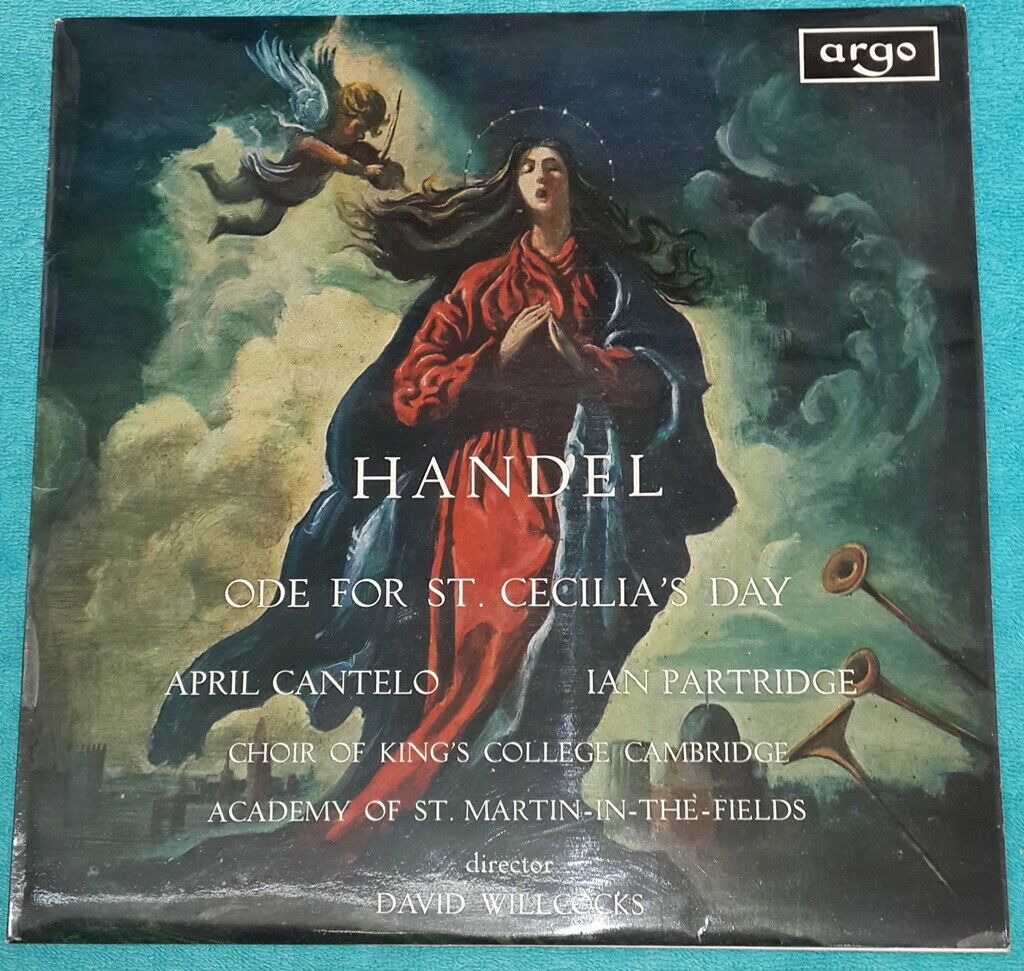 argo
HANDEL
ODE FOR ST. CECILIA'S DAY
APRIL CANTELO IAN PARTRIDGE
CHOIR OF KING'S COLLEGE CAMBRIDGE
ACADEMY OF ST. MARTIN-IN-THE-FIELDS
director
DAVID WILLCOCKS